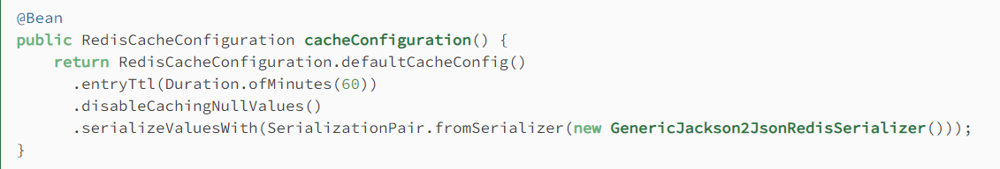 @Bean
public RedisCacheConfiguration cacheConfiguration() {
    return RedisCacheConfiguration.defaultCacheConfig()
      .entryTtl(Duration.ofMinutes(60))
      .disableCachingNullValues()
      .serializeValuesWith(SerializationPair.fromSerializer(new GenericJackson2JsonRedisSerializer()));
}